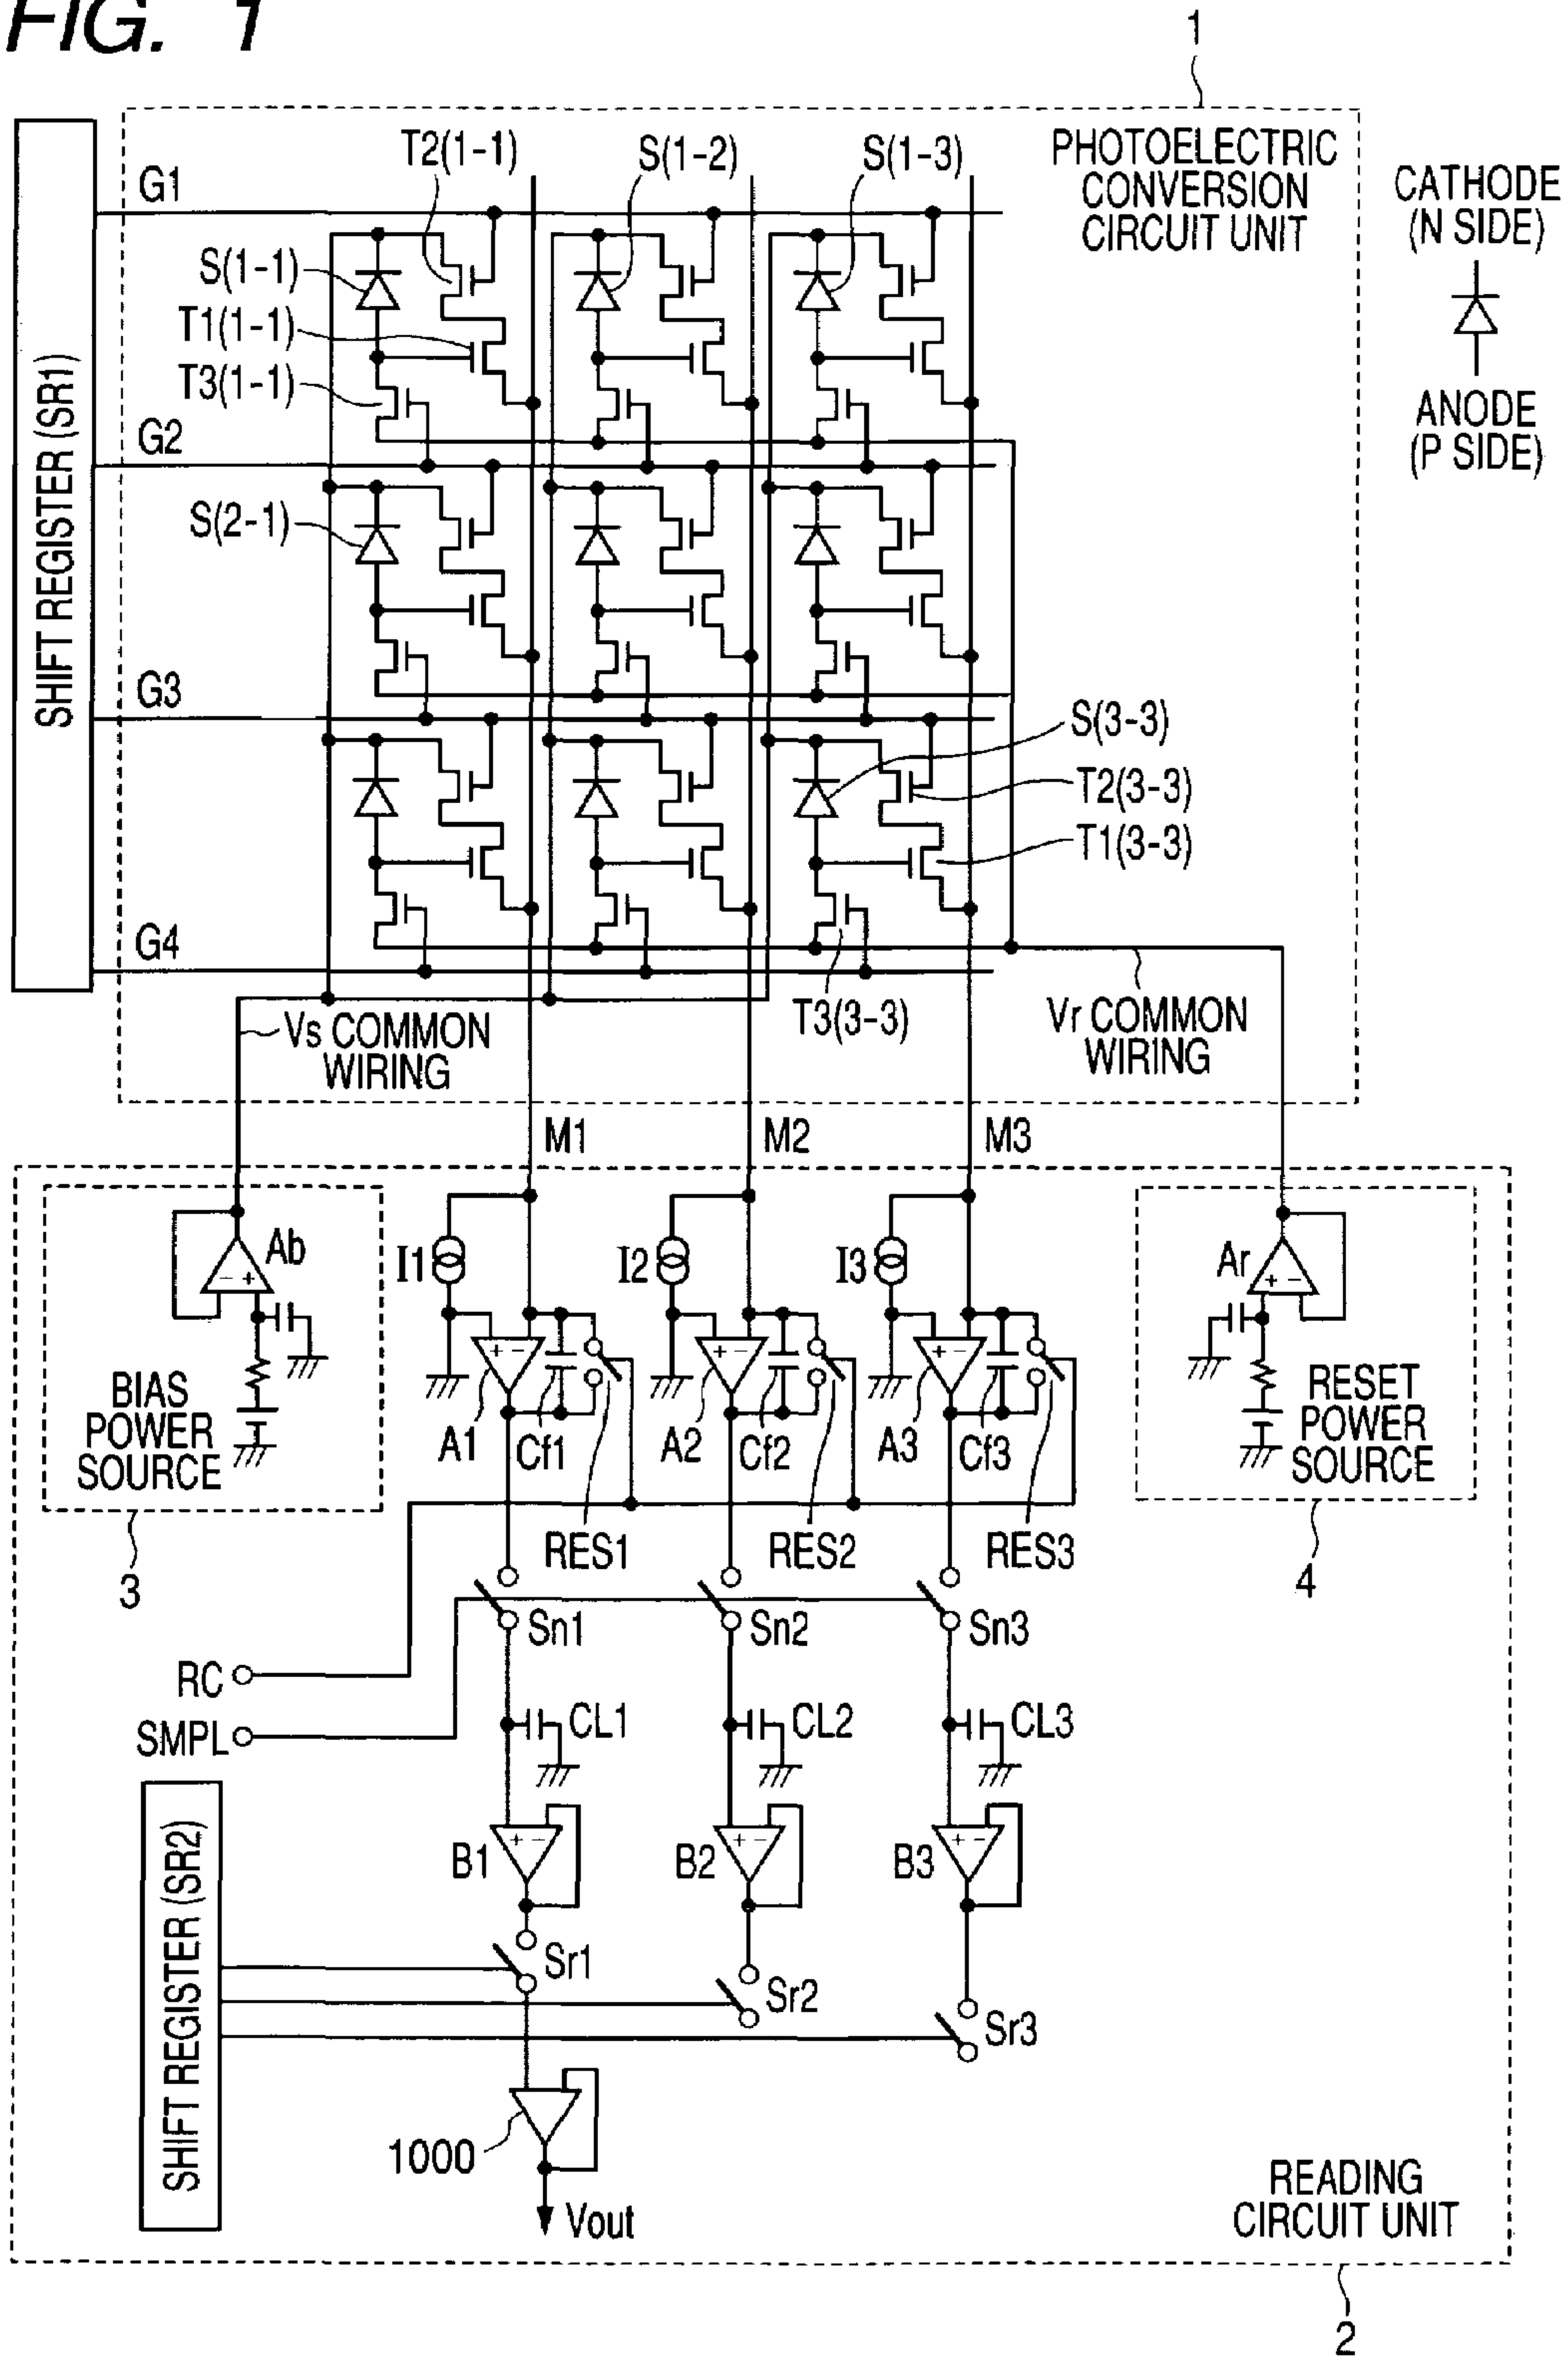 FIG. 1
1
PHOTOELECTRIC
CONVERSION
CIRCUIT UNIT
CATHODE
(N SIDE)
ANODE
(P SIDE)
SHIFT REGISTER (SR1)
G1
T2(1-1)
S(1-2)
S(1-3)
S(1-1)
T1(1-1)
T3(1-1)
G2
S(2-1)
G3
S(3-3)
T2(3-3)
T1(3-3)
G4
T3(3-3)
Vs COMMON
WIRING
Vr COMMON
WIRING
M1
M2
M3
Ab
- +
BIAS
POWER
SOURCE
3
I1
I2
I3
+ -
+ -
+ -
A1
Cf1
A2
Cf2
A3
Cf3
Ar
+ -
RESET
POWER
SOURCE
4
RES1
RES2
RES3
Sn1
Sn2
Sn3
RC
SMPL
CL1
CL2
CL3
SHIFT REGISTER (SR2)
B1
+ -
B2
+ -
B3
+ -
Sr1
Sr2
Sr3
1000
Vout
READING
CIRCUIT UNIT
2